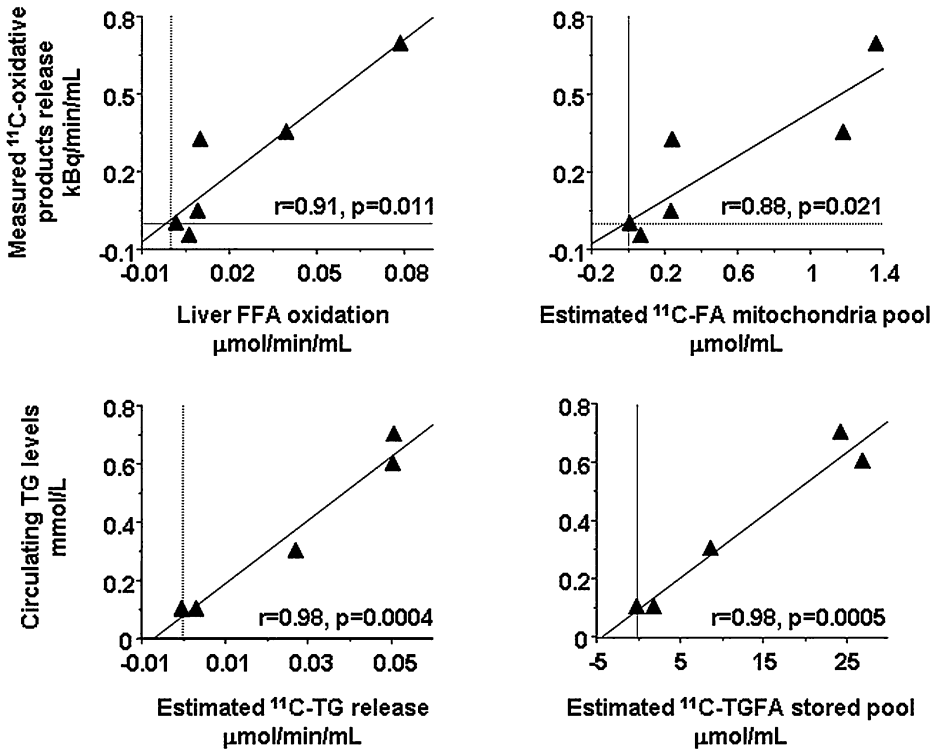 Measured ¹¹C-oxidative
products release
kBq/min/mL
0.8
0.5
0.2
-0.1
r=0.91, p=0.011
-0.01
0.02
0.05
0.08
Liver FFA oxidation
μmol/min/mL
0.8
0.5
0.2
-0.1
r=0.88, p=0.021
-0.2
0.2
0.6
1
1.4
Estimated ¹¹C-FA mitochondria pool
μmol/mL
Circulating TG levels
mmol/L
0.8
0.6
0.4
0.2
0
r=0.98, p=0.0004
-0.01
0.01
0.03
0.05
Estimated ¹¹C-TG release
μmol/min/mL
0.8
0.6
0.4
0.2
0
r=0.98, p=0.0005
-5
5
15
25
Estimated ¹¹C-TGFA stored pool
μmol/mL